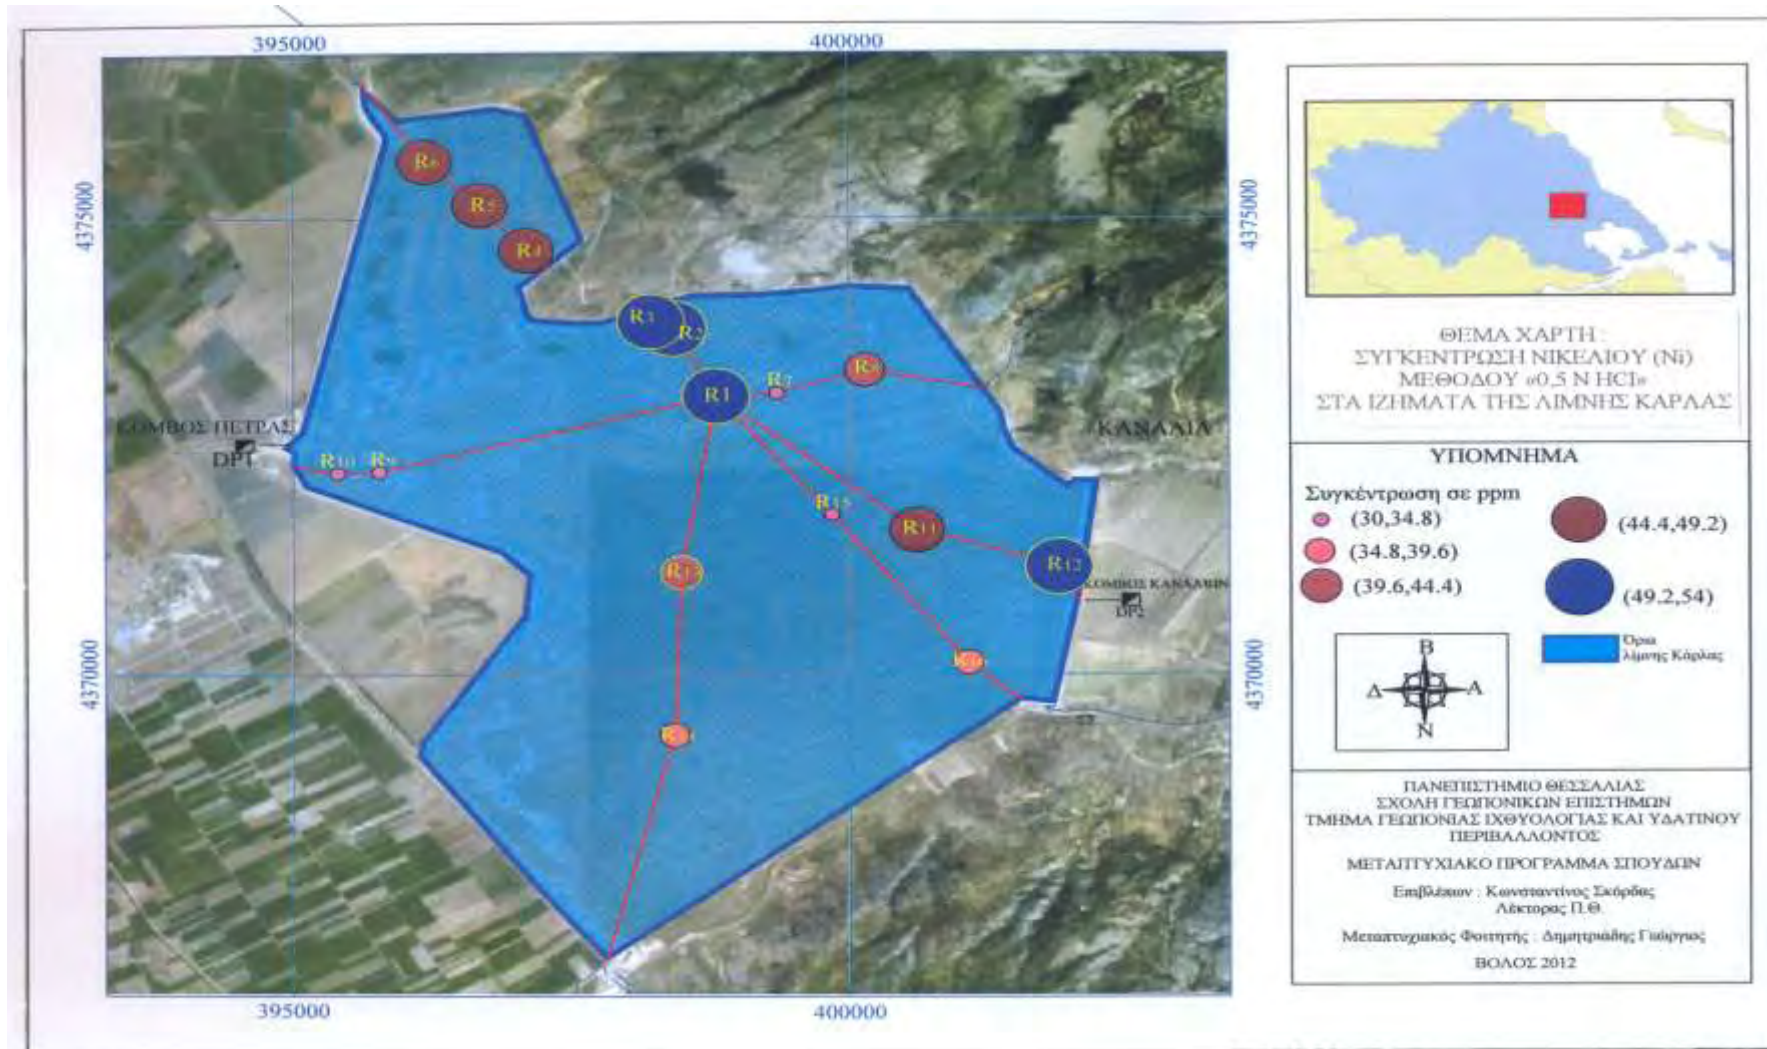 395000
400000
4375000
4375000
R6
R5
R4
R3
R2
R1
R7
R8
ΚΟΜΒΟΣ ΠΕΤΡΑΣ
DP1
R10
R9
ΚΑΝΑΛΙΑ
R15
R11
R12
R13
ΚΟΜΒΟΣ ΚΑΝΑΛΙΩΝ
DP2
4370000
4370000
395000
400000
ΘΕΜΑ ΧΑΡΤΗ :
ΣΥΓΚΕΝΤΡΩΣΗ ΝΙΚΕΛΙΟΥ (Ni)
ΜΕΘΟΔΟΥ «0,5 N HCl»
ΣΤΑ ΙΖΗΜΑΤΑ ΤΗΣ ΛΙΜΝΗΣ ΚΑΡΛΑΣ
ΥΠΟΜΝΗΜΑ
Συγκέντρωση σε ppm
(30,34.8)
(34.8,39.6)
(39.6,44.4)
(44.4,49.2)
(49.2,54)
Όρια
λίμνης Κάρλας
Β
Δ
Α
Ν
ΠΑΝΕΠΙΣΤΗΜΙΟ ΘΕΣΣΑΛΙΑΣ
ΣΧΟΛΗ ΓΕΩΠΟΝΙΚΩΝ ΕΠΙΣΤΗΜΩΝ
ΤΜΗΜΑ ΓΕΩΠΟΝΙΑΣ ΙΧΘΥΟΛΟΓΙΑΣ ΚΑΙ ΥΔΑΤΙΝΟΥ
ΠΕΡΙΒΑΛΛΟΝΤΟΣ
ΜΕΤΑΠΤΥΧΙΑΚΟ ΠΡΟΓΡΑΜΜΑ ΣΠΟΥΔΩΝ
Επιβλέπων : Κωνσταντίνος Σκόρδας
Λέκτορας Π.Θ.
Μεταπτυχιακός Φοιτητής : Δημητριάδης Γιώργιος
ΒΟΛΟΣ 2012